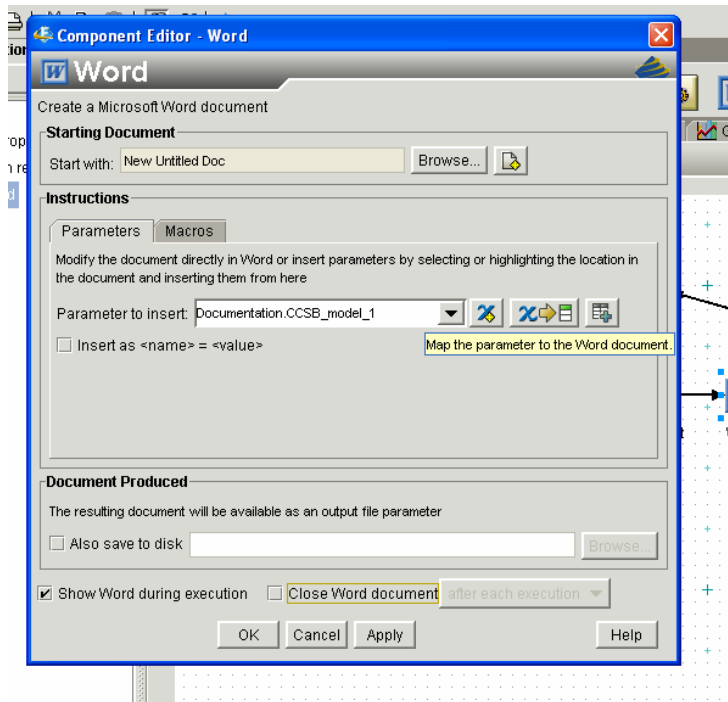 Component Editor - Word
Word
Create a Microsoft Word document
Starting Document
Start with: New Untitled Doc Browse...
Instructions
Parameters Macros
Modify the document directly in Word or insert parameters by selecting or highlighting the location in
the document and inserting them from here
Parameter to insert: Documentation.CCSB_model_1
Insert as <name> = <value>
Map the parameter to the Word document.
Document Produced
The resulting document will be available as an output file parameter
Also save to disk Browse...
Show Word during execution Close Word document after each execution
OK Cancel Apply Help